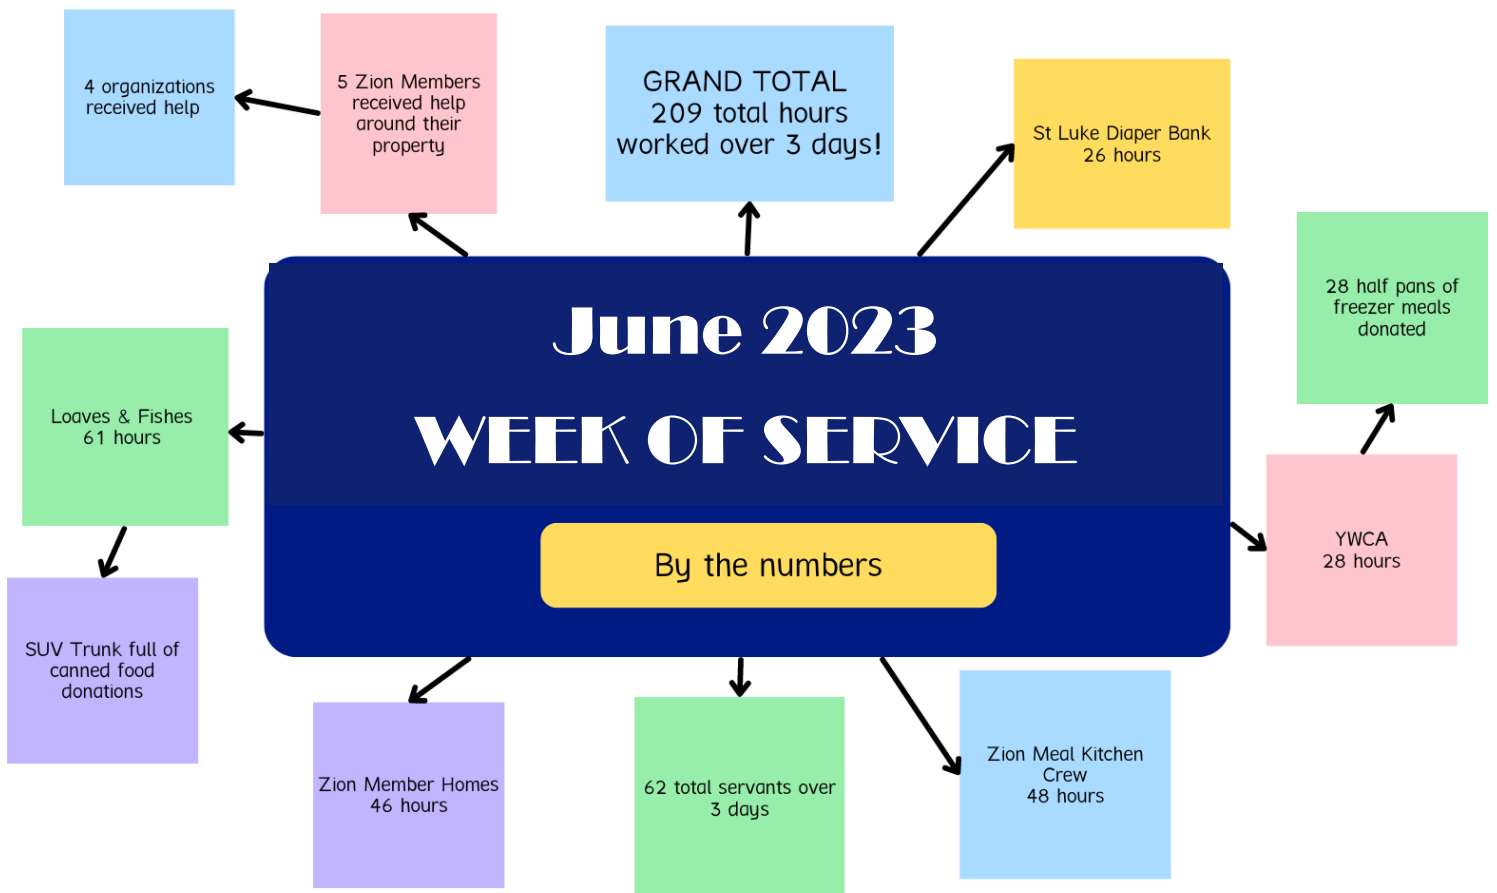 4 organizations
received help
5 Zion Members
received help
around their
property
GRAND TOTAL
209 total hours
worked over 3 days!
St Luke Diaper Bank
26 hours
28 half pans of
freezer meals
donated
June 2023
WEEK OF SERVICE
By the numbers
Loaves & Fishes
61 hours
YWCA
28 hours
SUV Trunk full of
canned food
donations
Zion Member Homes
46 hours
62 total servants over
3 days
Zion Meal Kitchen
Crew
48 hours